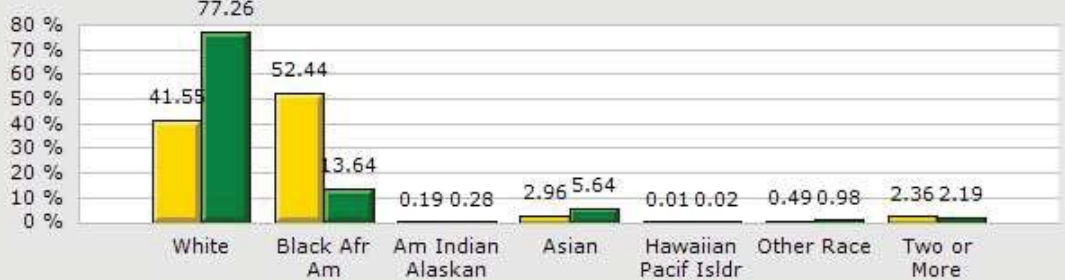 77.26
80 %
70 %
60 %
50 %
40 %
30 %
20 %
10 %
0 %
41.55
52.44
13.64
0.19 0.28
2.96 5.64
0.01 0.02
0.49 0.98
2.36 2.19
White
Black Afr
Am
Am Indian
Alaskan
Asian
Hawaiian
Pacif Isldr
Other Race
Two or
More